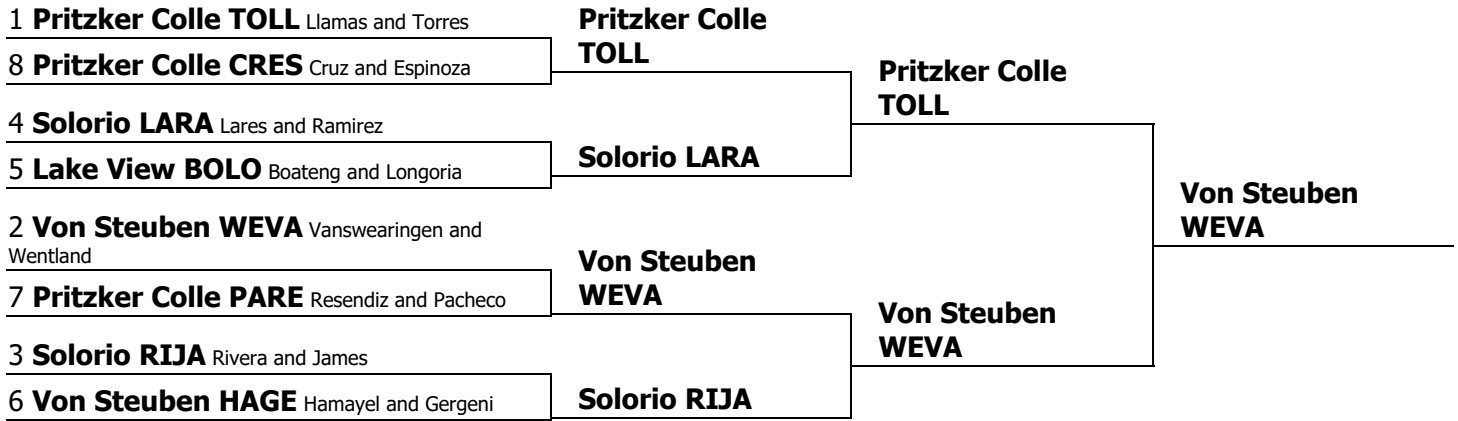 1 Pritzker Colle TOLL Llamas and Torres
8 Pritzker Colle CRES Cruz and Espinoza
4 Solorio LARA Lares and Ramirez
5 Lake View BOLO Boateng and Longoria
2 Von Steuben WEVA Vanswearingen and
Wentland
7 Pritzker Colle PARE Resendiz and Pacheco
3 Solorio RIJA Rivera and James
6 Von Steuben HAGE Hamayel and Gergeni
Pritzker Colle
TOLL
Solorio LARA
Von Steuben
WEVA
Solorio RIJA
Pritzker Colle
TOLL
Von Steuben
WEVA
Von Steuben
WEVA